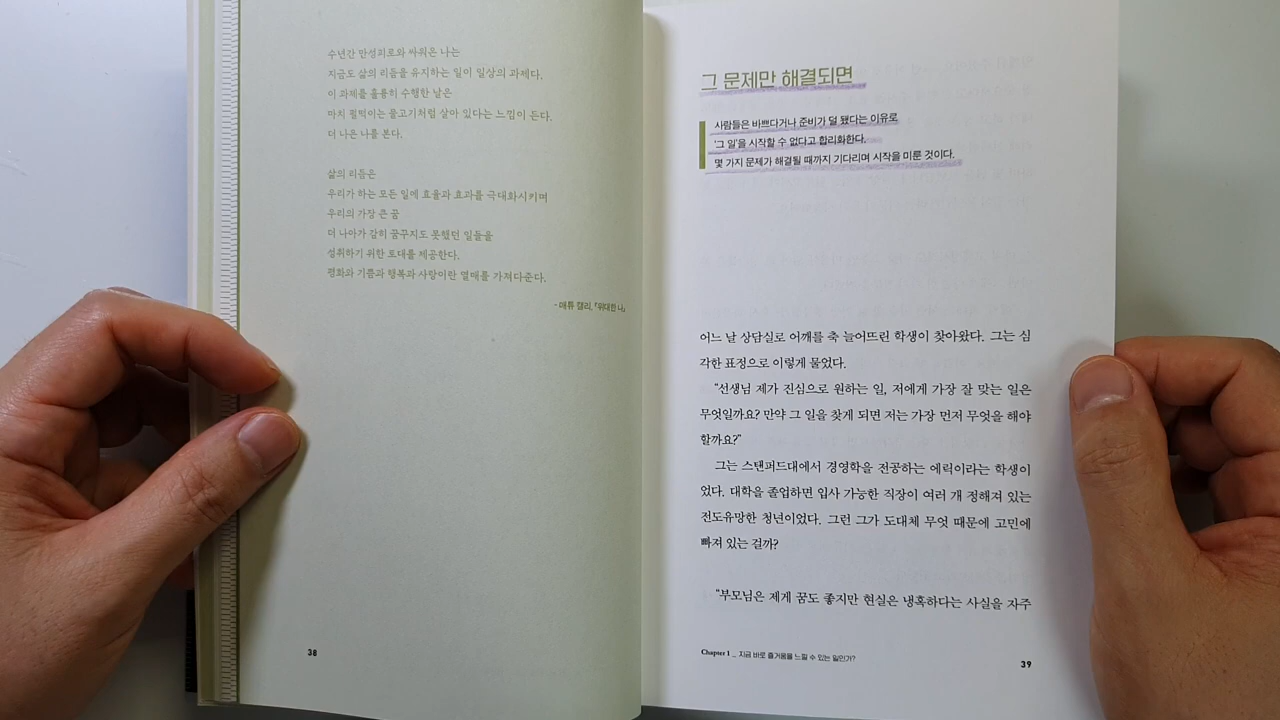 수년간 만성피로와 싸워온 나는
지금도 삶의 리듬을 유지하는 일이 일상의 과제다.
이 과제를 훌륭히 수행한 날은
마치 펄떡이는 물고기처럼 살아 있다는 느낌이 든다.
더 나은 나를 본다.
삶의 리듬은
우리가 하는 모든 일에 효율과 효과를 극대화시키며
우리의 가장 큰 꿈
더 나아가 감히 꿈꾸지도 못했던 일들을
성취하기 위한 토대를 제공한다.
평화와 기쁨과 행복과 사랑이란 열매를 가져다준다.
- 매튜 켈리, 『위대한 나』
38
그 문제만 해결되면
사람들은 바쁘다거나 준비가 덜 됐다는 이유로
'그 일'을 시작할 수 없다고 합리화한다.
몇 가지 문제가 해결될 때까지 기다리며 시작을 미룬 것이다.
어느 날 상담실로 어깨를 축 늘어뜨린 학생이 찾아왔다. 그는 심
각한 표정으로 이렇게 물었다.
"선생님 제가 진심으로 원하는 일, 저에게 가장 잘 맞는 일은
무엇일까요? 만약 그 일을 찾게 되면 저는 가장 먼저 무엇을 해야
할까요?"
그는 스탠퍼드대에서 경영학을 전공하는 에릭이라는 학생이
었다. 대학을 졸업하면 입사 가능한 직장이 여러 개 정해져 있는
전도유망한 청년이었다. 그런 그가 도대체 무엇 때문에 고민에
빠져 있는 걸까?
"부모님은 제게 꿈도 좋지만 현실은 냉혹하다는 사실을 자주
Chapter 1 _ 지금 바로 즐거움을 느낄 수 있는 일인가?
39